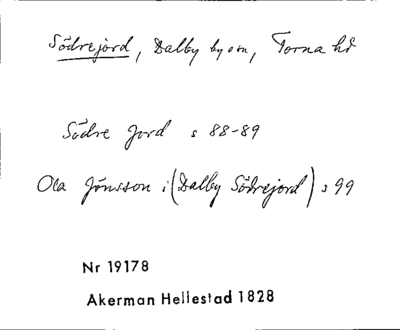 Södrejord, Dalby by o sn, Torna hd
Södre Jord s 88-89
Ola Jönsson i (Dalby Södrejord) s 99
Nr 19178
Akerman Hellestad 1828